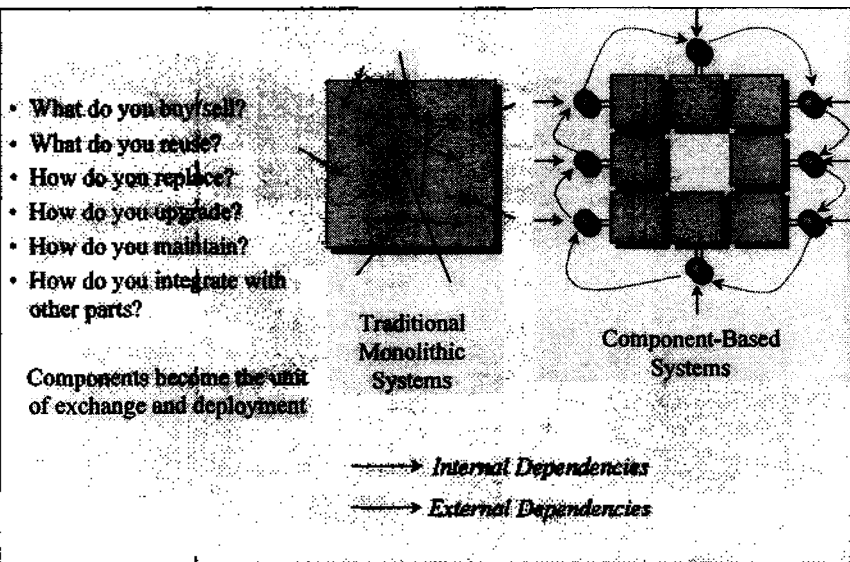 • What do you buy/sell?
• What do you reuse?
• How do you replace?
• How do you upgrade?
• How do you maintain?
• How do you integrate with
other parts?
Components become the unit
of exchange and deployment
Traditional
Monolithic
Systems
Component-Based
Systems
Internal Dependencies
External Dependencies